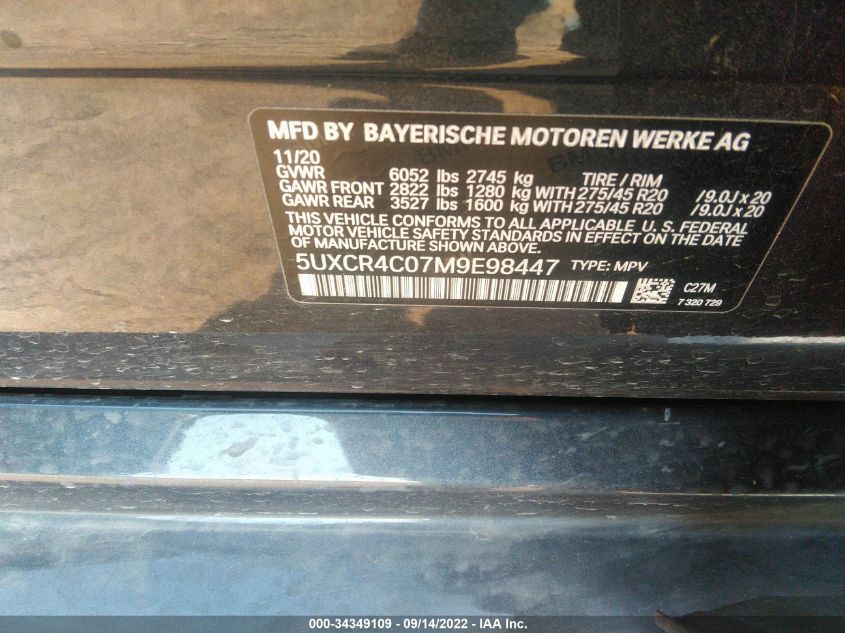 MFD BY BAYERISCHE MOTOREN WERKE AG
11/20
GVWR 6052 lbs 2745 kg TIRE / RIM
GAWR FRONT 2822 lbs 1280 kg WITH 275/45 R20 /9.0J x 20
GAWR REAR 3527 lbs 1600 kg WITH 275/45 R20 /9.0J x 20
THIS VEHICLE CONFORMS TO ALL APPLICABLE U. S. FEDERAL
MOTOR VEHICLE SAFETY STANDARDS IN EFFECT ON THE DATE
OF MANUFACTURE SHOWN ABOVE.
5UXCR4C07M9E98447 TYPE: MPV
C27M
7 320 729
000-34349109 - 09/14/2022 - IAA Inc.